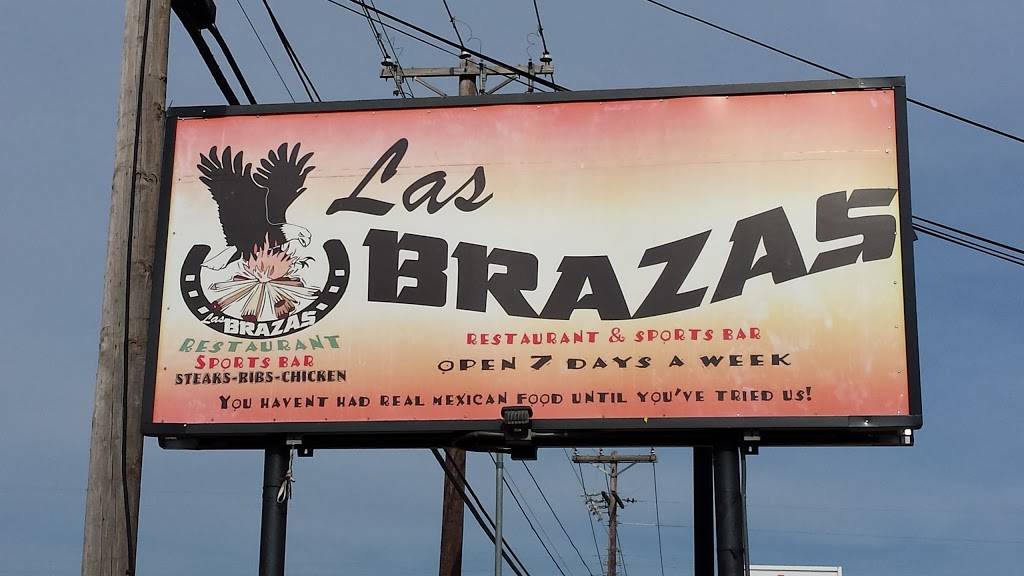 Las
BRAZAS
Las
BRAZAS
RESTAURANT
SPORTS BAR
STEAKS-RIBS-CHICKEN
RESTAURANT & SPORTS BAR
OPEN 7 DAYS A WEEK
YOU HAVENT HAD REAL MEXICAN FOOD UNTIL YOU'VE TRIED US!